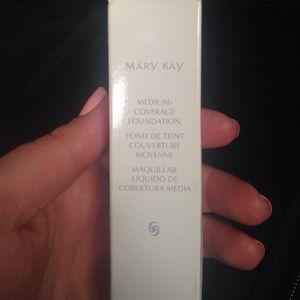 MARY KAY
MEDIUM-
COVERAGE
FOUNDATION
FOND DE TEINT
COUVERTURE
MOYENNE
MAQUILLAJE
LÍQUIDO DE
COBERTURA MEDIA